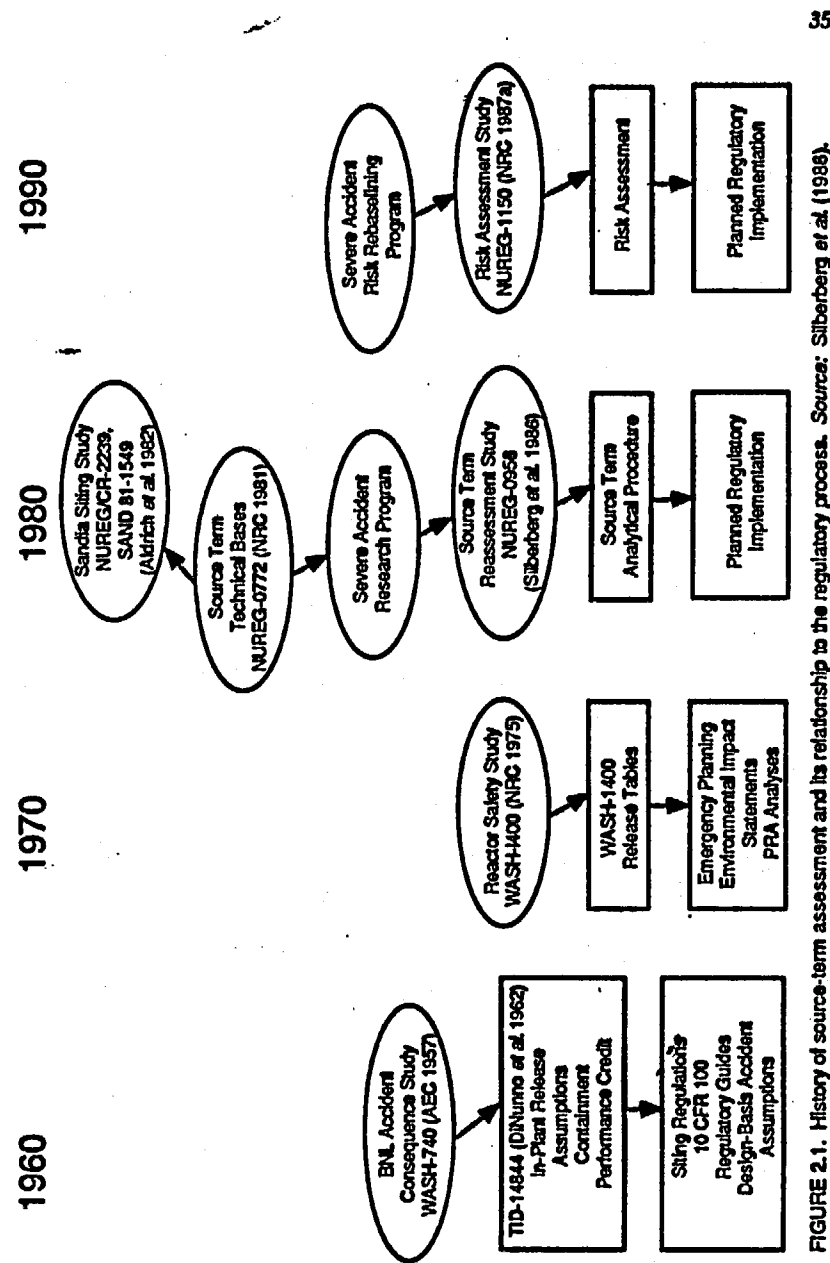 1960
1970
1980
1990
BNL Accident
Consequence Study
WASH-740 (AEC 1957)
TID-14844 (DiNunno et al. 1962)
In-Plant Release
Assumptions
Containment
Performance Credit
Siting Regulations
10 CFR 100
Regulatory Guides
Design-Basis Accident
Assumptions
Reactor Safety Study
WASH-1400 (NRC 1975)
WASH-1400
Release Tables
Emergency Planning
Environmental Impact
Statements
PRA Analyses
Sandia Siting Study
NUREG/CR-2239,
SAND 81-1549
(Aldrich et al. 1982)
Source Term
Technical Bases
NUREG-0772 (NRC 1981)
Severe Accident
Research Program
Source Term
Reassessment Study
NUREG-0956
(Silberberg et al. 1986)
Source Term
Analytical Procedure
Planned Regulatory
Implementation
Severe Accident
Risk Rebaselining
Program
Risk Assessment Study
NUREG-1150 (NRC 1987a)
Risk Assessment
Planned Regulatory
Implementation
FIGURE 2.1. History of source-term assessment and its relationship to the regulatory process. Source: Silberberg et al. (1986).
35